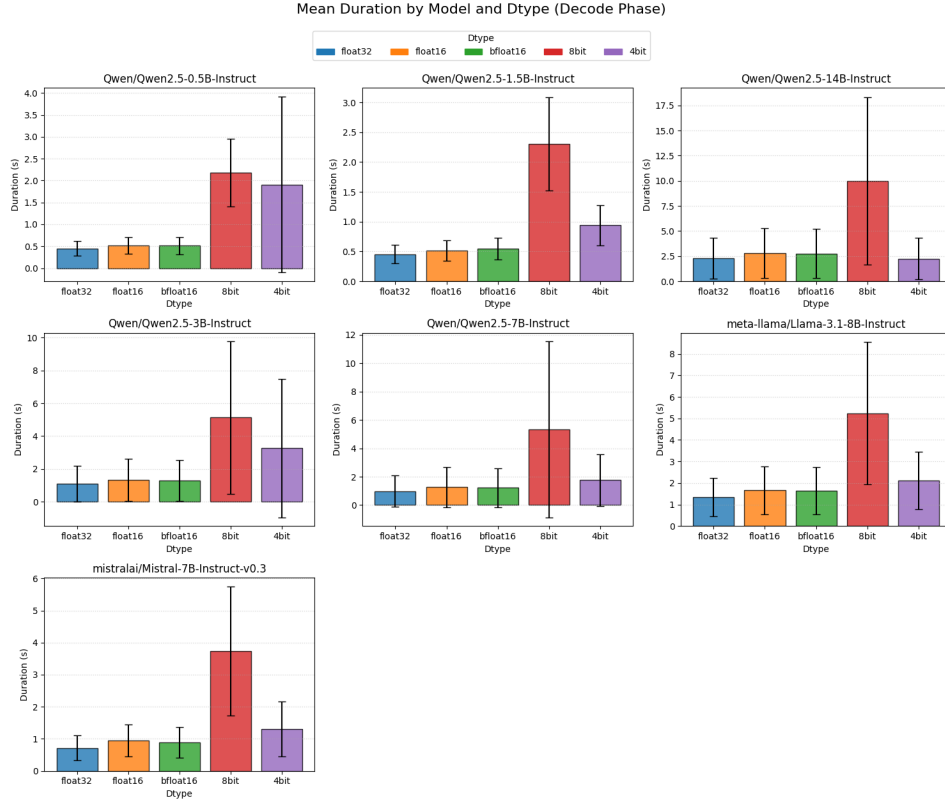 Mean Duration by Model and Dtype (Decode Phase)
Dtype
float32 float16 bfloat16 8bit 4bit
Qwen/Qwen2.5-0.5B-Instruct
Duration (s)
4.0
3.5
3.0
2.5
2.0
1.5
1.0
0.5
0.0
float32 float16 bfloat16 8bit 4bit
Dtype
Qwen/Qwen2.5-1.5B-Instruct
Duration (s)
3.0
2.5
2.0
1.5
1.0
0.5
0.0
float32 float16 bfloat16 8bit 4bit
Dtype
Qwen/Qwen2.5-14B-Instruct
Duration (s)
17.5
15.0
12.5
10.0
7.5
5.0
2.5
0.0
float32 float16 bfloat16 8bit 4bit
Dtype
Qwen/Qwen2.5-3B-Instruct
Duration (s)
10
8
6
4
2
0
float32 float16 bfloat16 8bit 4bit
Dtype
Qwen/Qwen2.5-7B-Instruct
Duration (s)
12
10
8
6
4
2
0
float32 float16 bfloat16 8bit 4bit
Dtype
meta-llama/Llama-3.1-8B-Instruct
Duration (s)
8
7
6
5
4
3
2
1
0
float32 float16 bfloat16 8bit 4bit
Dtype
mistralai/Mistral-7B-Instruct-v0.3
Duration (s)
6
5
4
3
2
1
0
float32 float16 bfloat16 8bit 4bit
Dtype